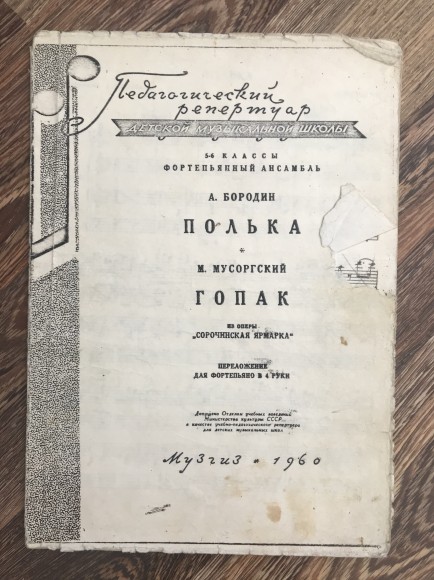 Педагогический
репертуар
ДЕТСКОЙ МУЗЫКАЛЬНОЙ ШКОЛЫ
5-6 КЛАССЫ
ФОРТЕПЬЯННЫЙ АНСАМБЛЬ
А. БОРОДИН
ПОЛЬКА
*
М. МУСОРГСКИЙ
ГОПАК
ИЗ ОПЕРЫ
„СОРОЧИНСКАЯ ЯРМАРКА“
ПЕРЕЛОЖЕНИЕ
ДЛЯ ФОРТЕПЬЯНО В 4 РУКИ
Допущено Отделом учебных заведений
Министерства культуры СССР
в качестве учебно-педагогического репертуара
для детских музыкальных школ
Музгиз • 1960